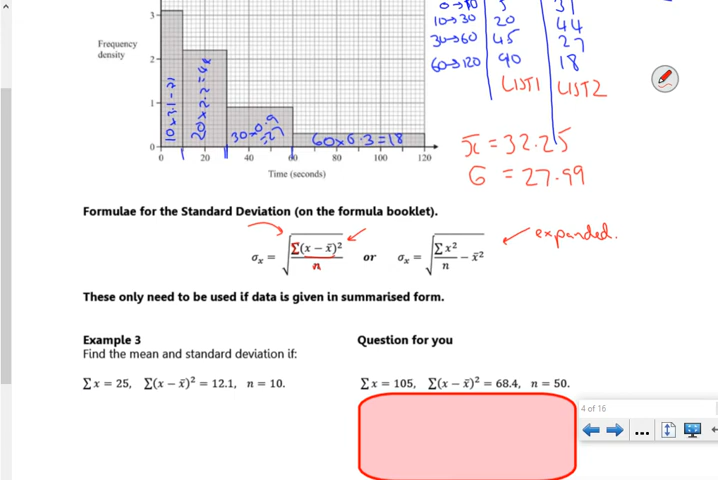 3
Frequency
density
2
1
0
0 20 40 60 80 100 120
Time (seconds)
10×3.1=31
20×2.2=44
30×0.9
=27
60×0.3=18
0→10 5 31
10→30 20 44
30→60 45 27
60→120 90 18
LIST1 LIST2
x̄ = 32.25
σ = 27.99
Formulae for the Standard Deviation (on the formula booklet).
σx = √(Σ(x − x̄)²/n) or σx = √(Σx²/n − x̄²)
expanded.
These only need to be used if data is given in summarised form.
Example 3
Find the mean and standard deviation if:
∑x = 25, ∑(x − x̄)² = 12.1, n = 10.
Question for you
∑x = 105, ∑(x − x̄)² = 68.4, n = 50.
4 of 16